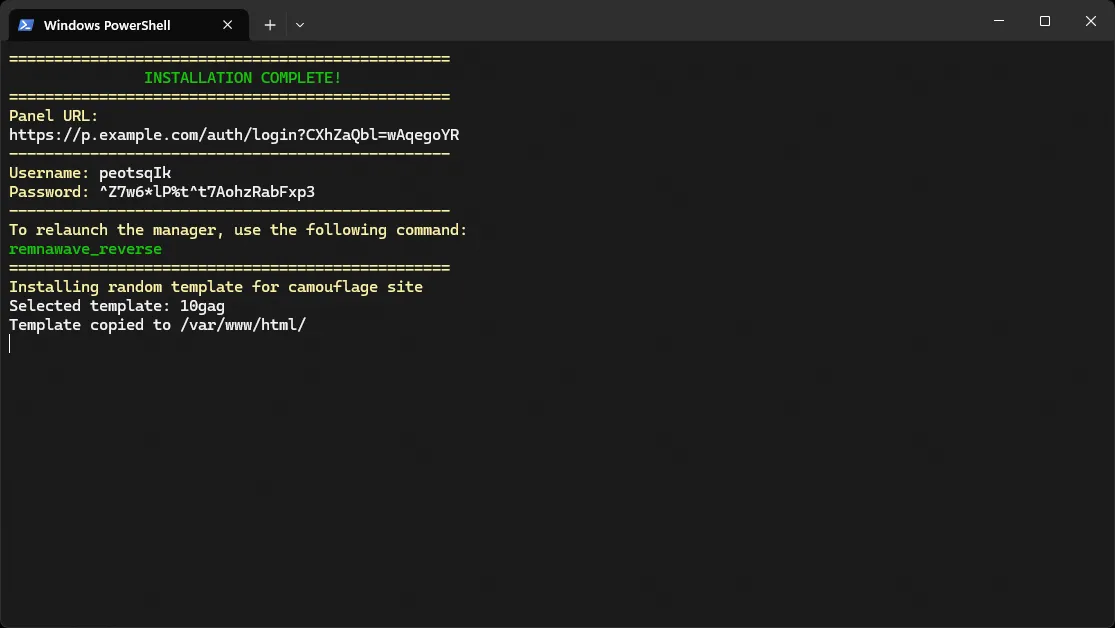 Windows PowerShell
=================================================
INSTALLATION COMPLETE!
=================================================
Panel URL:
https://p.example.com/auth/login?CXhZaQbl=wAqegoYR
-------------------------------------------------
Username: peotsqIk
Password: ^Z7w6*lP%t^t7AohzRabFxp3
-------------------------------------------------
To relaunch the manager, use the following command:
remnawave_reverse
=================================================
Installing random template for camouflage site
Selected template: 10gag
Template copied to /var/www/html/